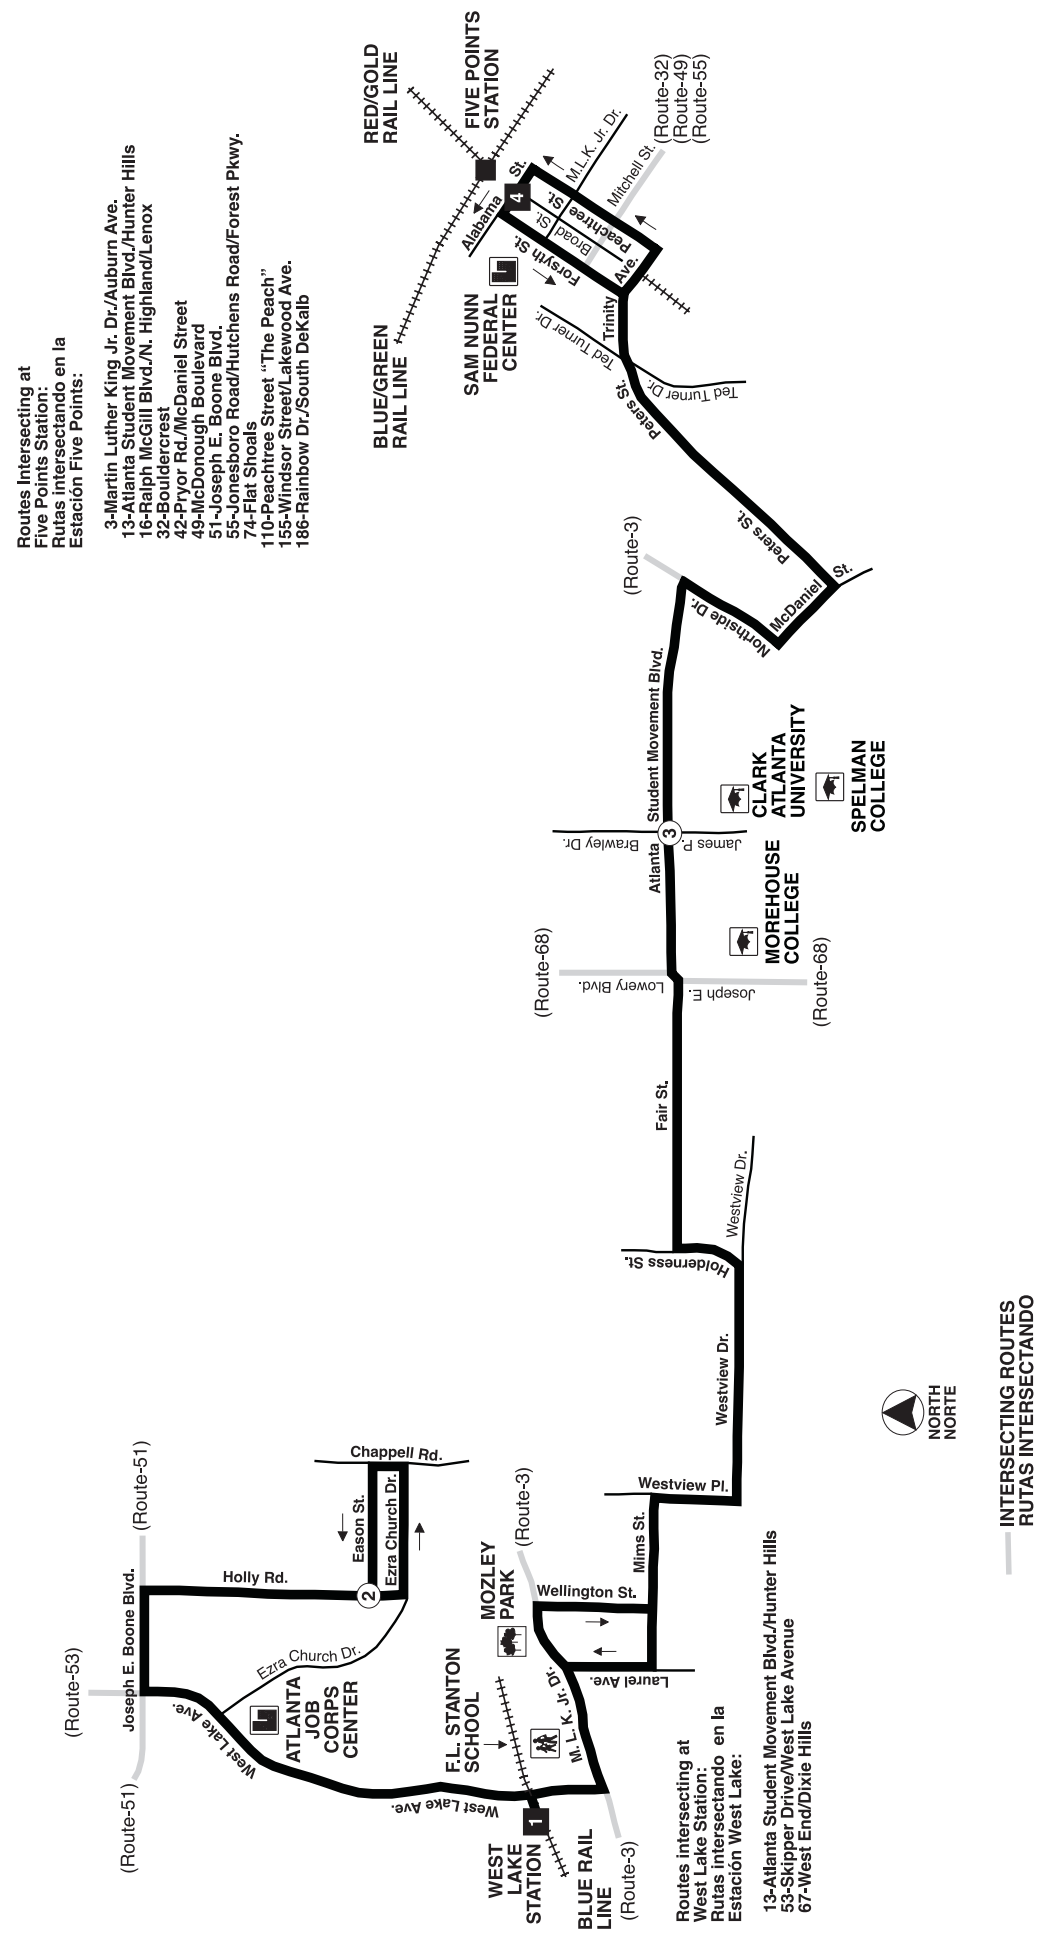 Routes Intersecting at
Five Points Station:
Rutas intersectando en la
Estación Five Points:
3-Martin Luther King Jr. Dr./Auburn Ave.
13-Atlanta Student Movement Blvd./Hunter Hills
16-Ralph McGill Blvd./N. Highland/Lenox
32-Bouldercrest
42-Pryor Rd./McDaniel Street
49-McDonough Boulevard
51-Joseph E. Boone Blvd.
55-Jonesboro Road/Hutchens Road/Forest Pkwy.
74-Flat Shoals
110-Peachtree Street “The Peach”
155-Windsor Street/Lakewood Ave.
186-Rainbow Dr./South DeKalb
RED/GOLD
RAIL LINE
FIVE POINTS
STATION
BLUE/GREEN
RAIL LINE
SAM NUNN
FEDERAL
CENTER
Alabama
St.
4
M.L.K. Jr. Dr.
Mitchell St.
(Route-32)
(Route-49)
(Route-55)
Peachtree
St.
Broad
St.
Forsyth St.
Trinity
Ave.
Ted Turner Dr.
Ted Turner Dr.
Peters St.
Peters St.
McDaniel
St.
Northside Dr.
(Route-3)
Student Movement Blvd.
Atlanta
3
Brawley Dr.
James P.
CLARK
ATLANTA
UNIVERSITY
SPELMAN
COLLEGE
MOREHOUSE
COLLEGE
(Route-68)
Lowery Blvd.
Joseph E.
(Route-68)
Fair St.
Holderness St.
Westview Dr.
Westview Dr.
Westview Pl.
Mims St.
Wellington St.
Laurel Ave.
M. L. K. Jr. Dr.
(Route-3)
MOZLEY
PARK
F.L. STANTON
SCHOOL
(Route-53)
(Route-51)
(Route-51)
Joseph E. Boone Blvd.
Holly Rd.
Eason St.
Ezra Church Dr.
Chappell Rd.
2
Ezra Church Dr.
West Lake Ave.
ATLANTA
JOB
CORPS
CENTER
West Lake Ave.
1
WEST
LAKE
STATION
BLUE RAIL
LINE
(Route-3)
Routes intersecting at
West Lake Station:
Rutas intersectando en la
Estación West Lake:
13-Atlanta Student Movement Blvd./Hunter Hills
53-Skipper Drive/West Lake Avenue
67-West End/Dixie Hills
NORTH
NORTE
INTERSECTING ROUTES
RUTAS INTERSECTANDO